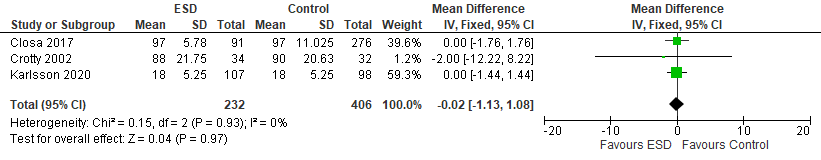 ESD Control Mean Difference Mean Difference
Study or Subgroup Mean SD Total Mean SD Total Weight IV, Fixed, 95% CI IV, Fixed, 95% CI
Closa 2017 97 5.78 91 97 11.025 276 39.6% 0.00 [-1.76, 1.76]
Crotty 2002 88 21.75 34 90 20.63 32 1.2% -2.00 [-12.22, 8.22]
Karlsson 2020 18 5.25 107 18 5.25 98 59.3% 0.00 [-1.44, 1.44]
Total (95% CI) 232 406 100.0% -0.02 [-1.13, 1.08]
Heterogeneity: Chi² = 0.15, df = 2 (P = 0.93); I² = 0%
Test for overall effect: Z = 0.04 (P = 0.97)
-20 -10 0 10 20
Favours ESD Favours Control